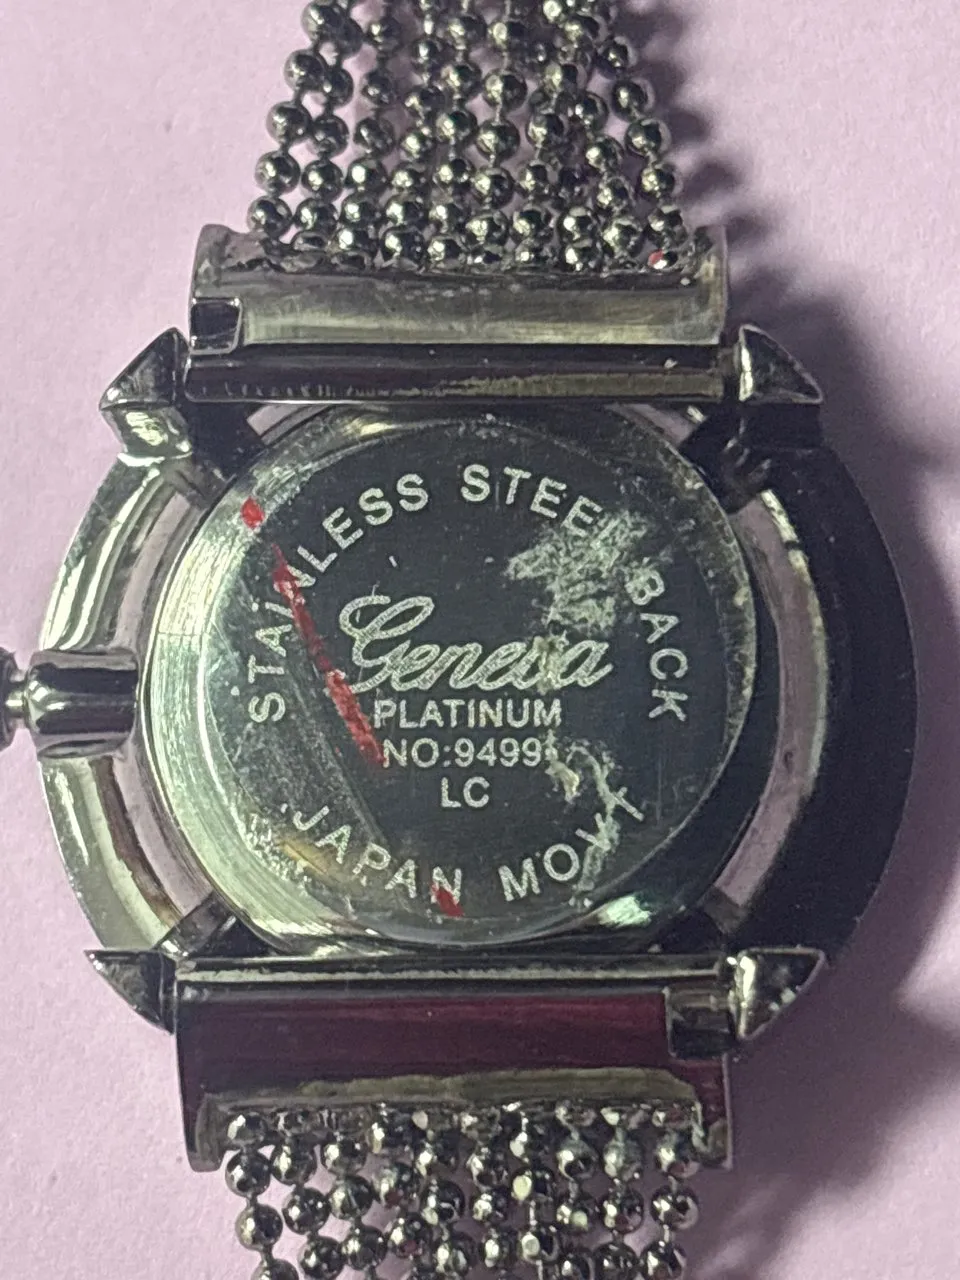 STAINLESS STEEL BACK
Geneva
PLATINUM
NO:9499
LC
JAPAN MOVT